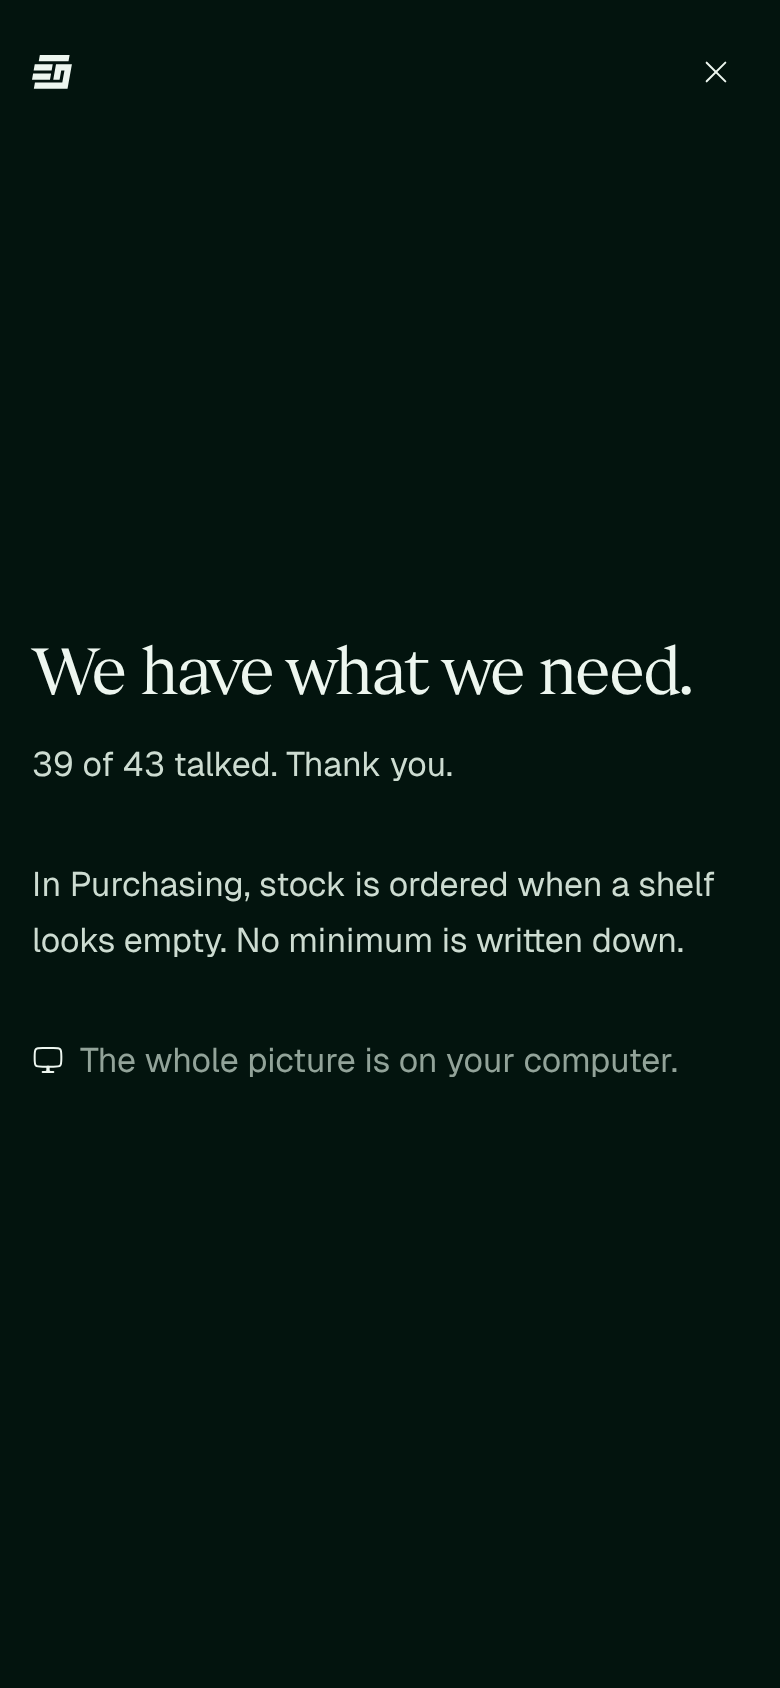 We have what we need.
39 of 43 talked. Thank you.
In Purchasing, stock is ordered when a shelf
looks empty. No minimum is written down.
The whole picture is on your computer.